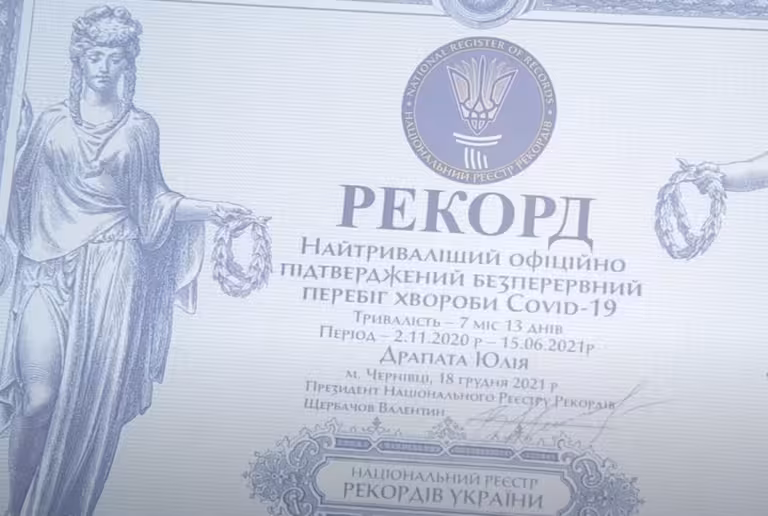 NATIONAL REGISTER OF RECORDS
НАЦІОНАЛЬНИЙ РЕЄСТР РЕКОРДІВ
РЕКОРД
НАЙТРИВАЛІШИЙ ОФІЦІЙНО
ПІДТВЕРДЖЕНИЙ БЕЗПЕРЕРВНИЙ
ПЕРЕБІГ ХВОРОБИ COVID-19
ТРИВАЛІСТЬ – 7 МІС 13 ДНІВ
ПЕРІОД – 2.11.2020 Р – 15.06.2021Р
ДРАПАТА ЮЛІЯ
М. ЧЕРНІВЦІ, 18 ГРУДНЯ 2021 Р
ПРЕЗИДЕНТ НАЦІОНАЛЬНОГО РЕЄСТРУ РЕКОРДІВ
ЩЕРБАЧОВ ВАЛЕНТИН
НАЦІОНАЛЬНИЙ РЕЄСТР
РЕКОРДІВ УКРАЇНИ